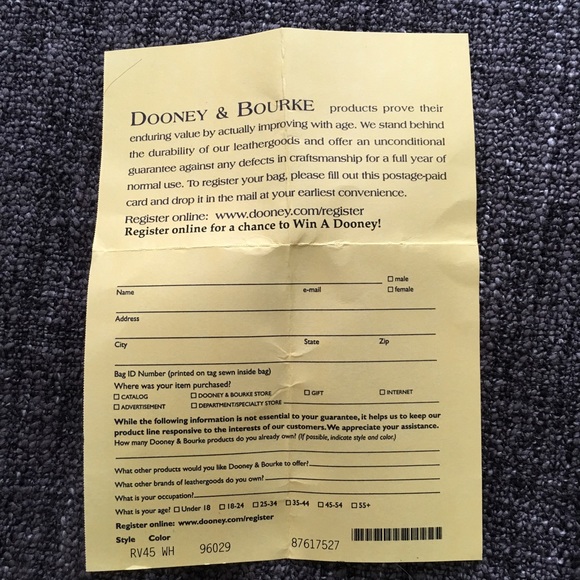 DOONEY & BOURKE products prove their
enduring value by actually improving with age. We stand behind
the durability of our leathergoods and offer an unconditional
guarantee against any defects in craftsmanship for a full year of
normal use. To register your bag, please fill out this postage-paid
card and drop it in the mail at your earliest convenience.
Register online: www.dooney.com/register
Register online for a chance to Win A Dooney!
☐ male
Name e-mail ☐ female
Address
City State Zip
Bag ID Number (printed on tag sewn inside bag)
Where was your item purchased?
☐ CATALOG ☐ DOONEY & BOURKE STORE ☐ GIFT ☐ INTERNET
☐ ADVERTISEMENT ☐ DEPARTMENT/SPECIALTY STORE
While the following information is not essential to your guarantee, it helps us to keep our
product line responsive to the interests of our customers. We appreciate your assistance.
How many Dooney & Bourke products do you already own? (If possible, indicate style and color.)
What other products would you like Dooney & Bourke to offer?
What other brands of leathergoods do you own?
What is your occupation?
What is your age? ☐ Under 18 ☐ 18-24 ☐ 25-34 ☐ 35-44 ☐ 45-54 ☐ 55+
Register online: www.dooney.com/register
Style Color
RV45 WH 96029 87617527